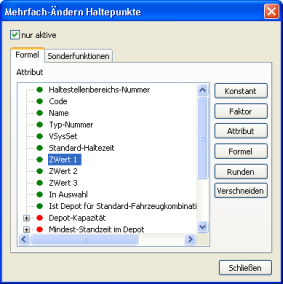 Mehrfach-Ändern Haltepunkte
nur aktive
Formel
Sonderfunktionen
Attribut
Haltestellenbereichs-Nummer
Code
Name
Typ-Nummer
VSysSet
Standard-Haltezeit
ZWert 1
ZWert 2
ZWert 3
In Auswahl
Ist Depot für Standard-Fahrzeugkombinati
Depot-Kapazität
Mindest-Standzeit im Depot
Konstant
Faktor
Attribut
Formel
Runden
Verschneiden
Schließen